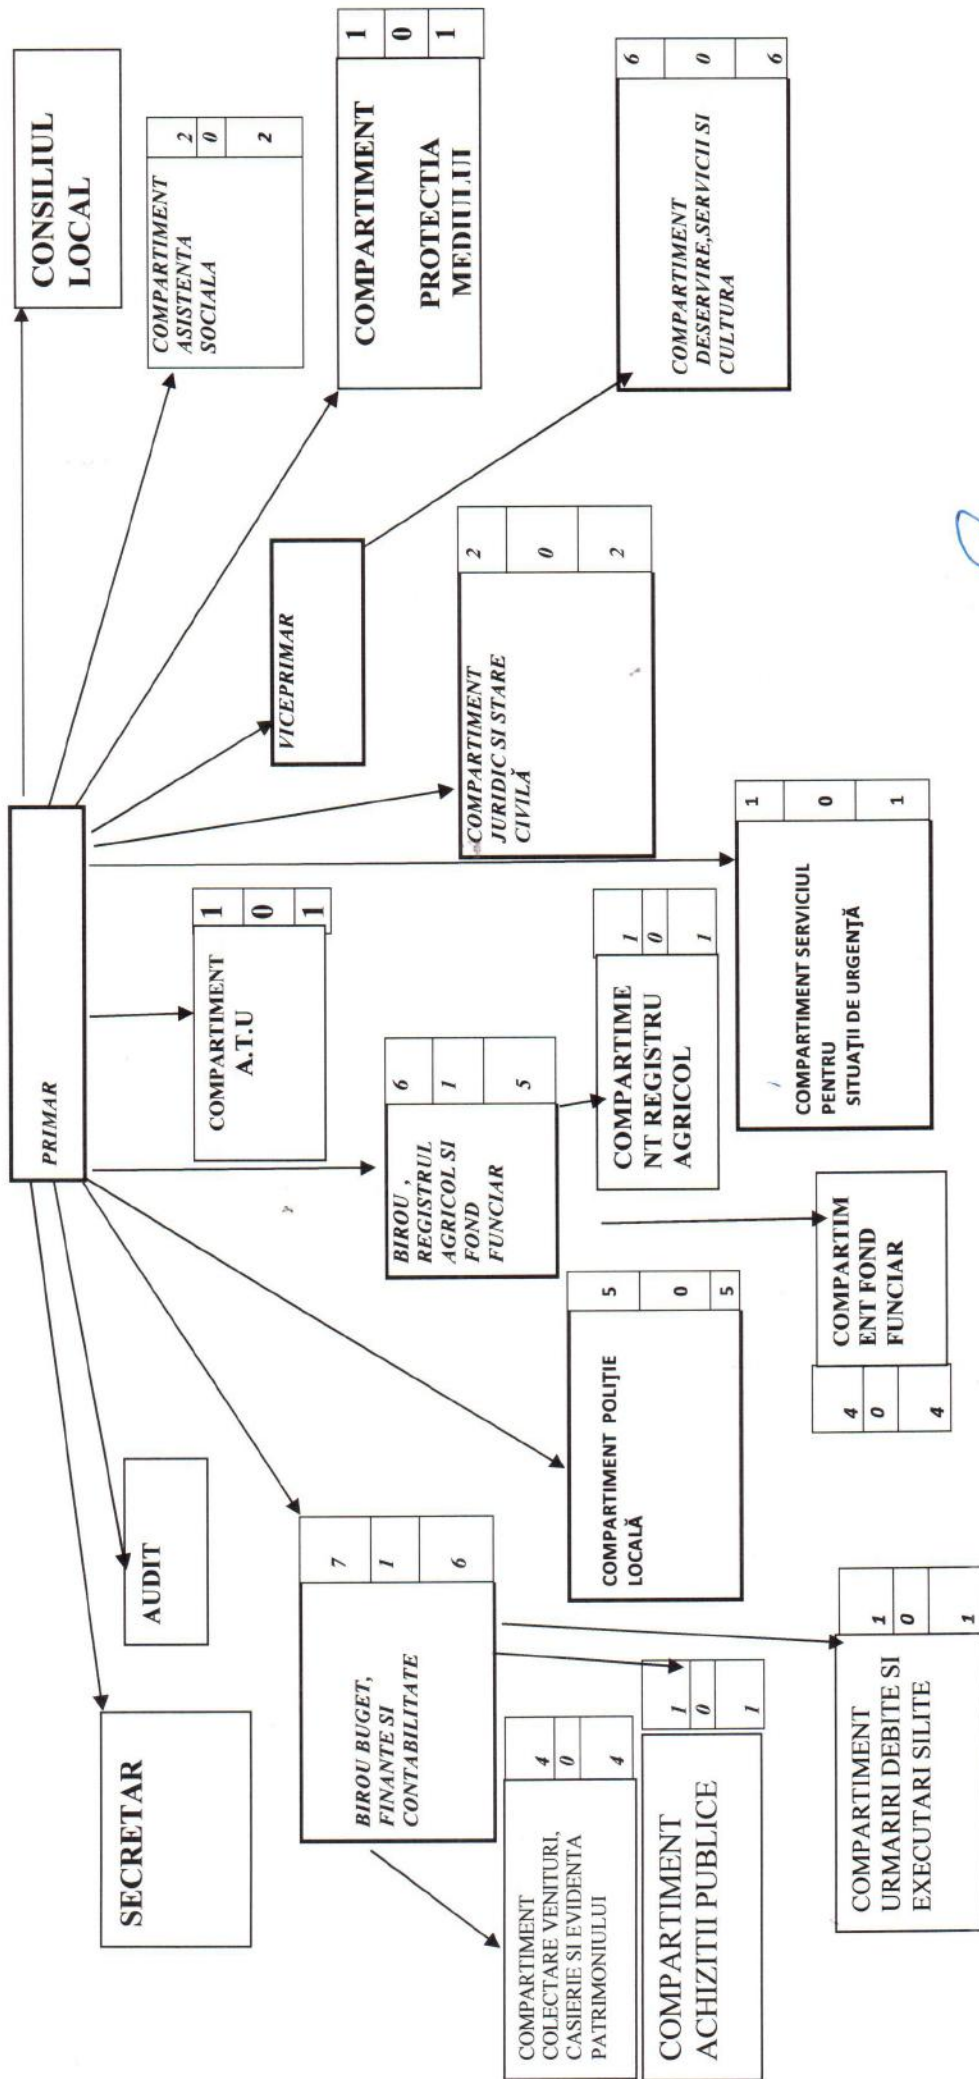 PRIMAR
CONSILIUL
LOCAL
SECRETAR
AUDIT
COMPARTIMENT
A.T.U
1
0
1
COMPARTIMENT
ASISTENTA
SOCIALA
2
0
2
VICEPRIMAR
COMPARTIMENT
PROTECTIA
MEDIULUI
1
0
1
BIROU BUGET,
FINANTE SI
CONTABILITATE
7
1
6
BIROU ,
REGISTRUL
AGRICOL SI
FOND
FUNCIAR
6
1
5
COMPARTIMENT
JURIDIC SI STARE
CIVILĂ
2
0
2
COMPARTIMENT
COLECTARE VENITURI,
CASIERIE SI EVIDENTA
PATRIMONIULUI
4
0
4
COMPARTIMENT POLIŢIE
LOCALĂ
5
0
5
COMPARTIME
NT REGISTRU
AGRICOL
1
0
1
COMPARTIMENT
DESERVIRE,SERVICII SI
CULTURA
6
0
6
COMPARTIMENT
ACHIZITII PUBLICE
1
0
1
COMPARTIMENT SERVICIUL
PENTRU
SITUAŢII DE URGENŢĂ
1
0
1
COMPARTIMENT
URMARIRI DEBITE SI
EXECUTARI SILITE
1
0
1
4
0
4
COMPARTIM
ENT FOND
FUNCIAR